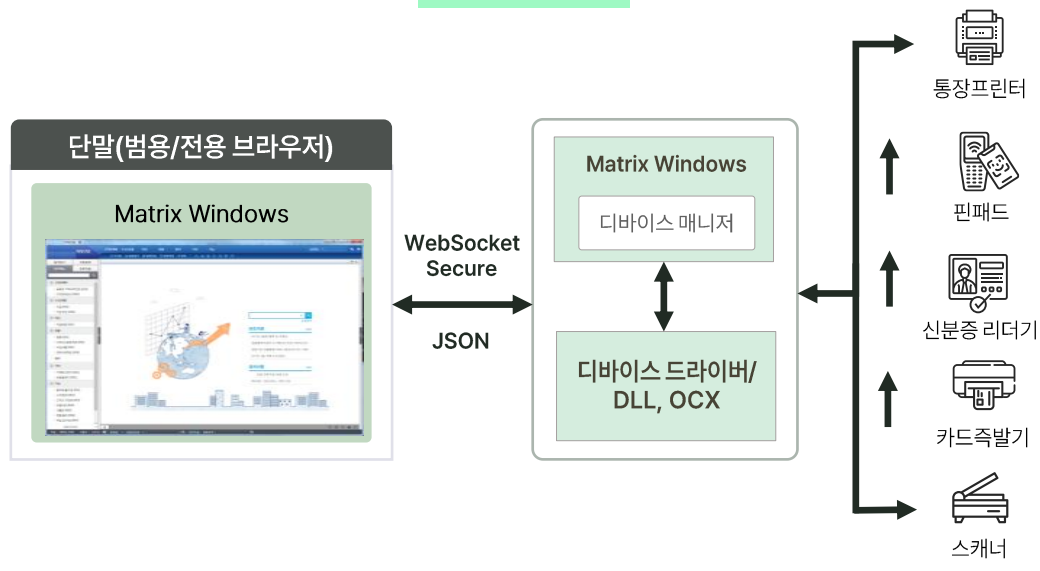 단말(범용/전용 브라우저)
Matrix Windows
WebSocket
Secure
JSON
Matrix Windows
디바이스 매니저
디바이스 드라이버/
DLL, OCX
통장프린터
핀패드
신분증 리더기
카드즉발기
스캐너